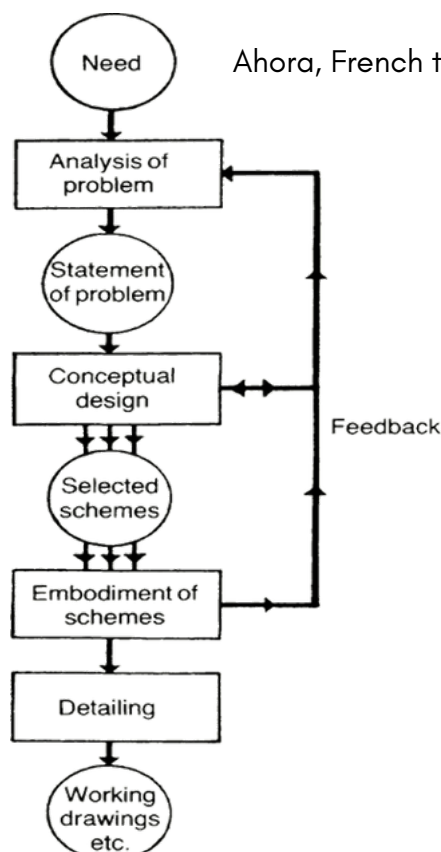 Need
Ahora, French t
Analysis of
problem
Statement
of problem
Conceptual
design
Feedback
Selected
schemes
Embodiment of
schemes
Detailing
Working
drawings
etc.